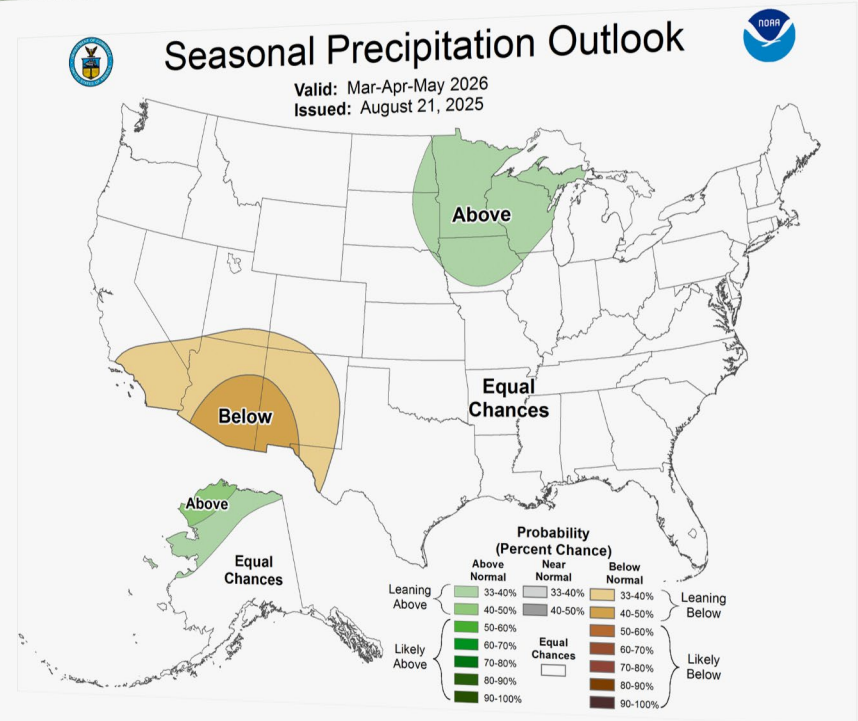 Seasonal Precipitation Outlook
NOAA
Valid: Mar-Apr-May 2026
Issued: August 21, 2025
Above
Below
Equal
Chances
Above
Equal
Chances
Probability
(Percent Chance)
Above
Normal
Near
Normal
Below
Normal
Leaning
Above
33-40%
40-50%
33-40%
40-50%
33-40%
40-50%
Leaning
Below
Likely
Above
50-60%
60-70%
70-80%
80-90%
90-100%
Equal
Chances
50-60%
60-70%
70-80%
80-90%
90-100%
Likely
Below